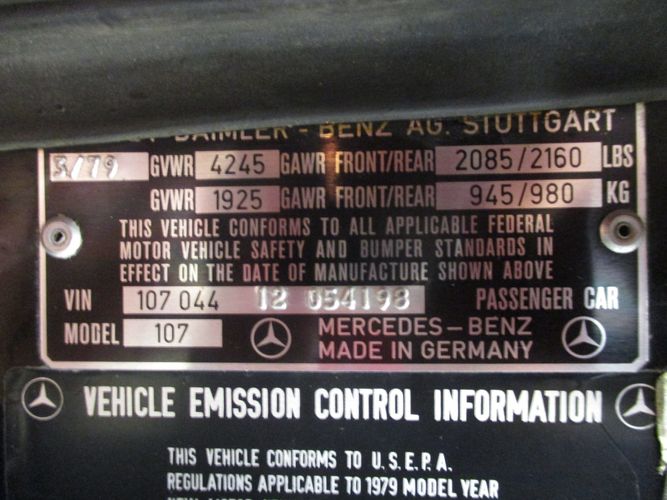 DAIMLER - BENZ AG. STUTTGART
3/79 GVWR 4245 GAWR FRONT/REAR 2085/2160 LBS
GVWR 1925 GAWR FRONT/REAR 945/980 KG
THIS VEHICLE CONFORMS TO ALL APPLICABLE FEDERAL
MOTOR VEHICLE SAFETY AND BUMPER STANDARDS IN
EFFECT ON THE DATE OF MANUFACTURE SHOWN ABOVE
VIN 107 044 12 054198 PASSENGER CAR
MODEL 107 MERCEDES-BENZ
MADE IN GERMANY
VEHICLE EMISSION CONTROL INFORMATION
THIS VEHICLE CONFORMS TO U.S.E.P.A.
REGULATIONS APPLICABLE TO 1979 MODEL YEAR